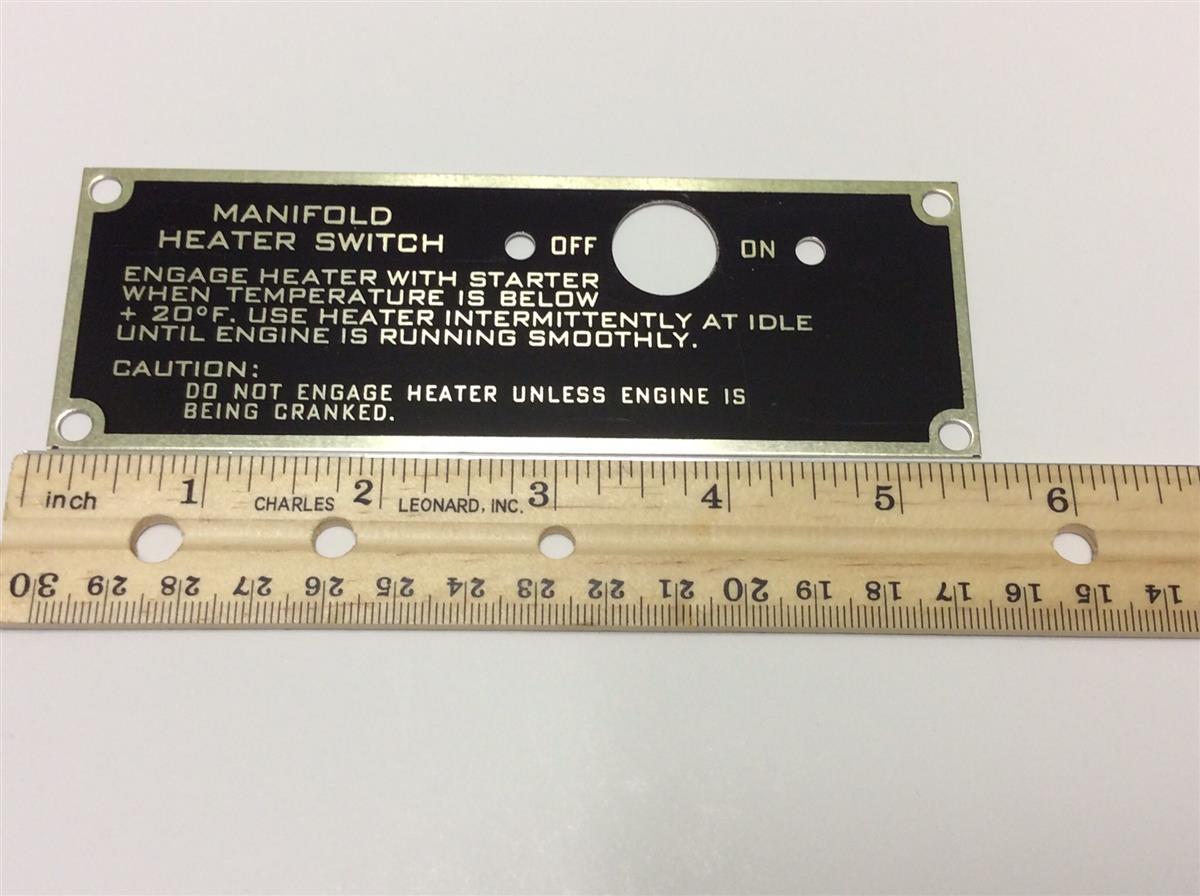 MANIFOLD
HEATER SWITCH
OFF
ON
ENGAGE HEATER WITH STARTER
WHEN TEMPERATURE IS BELOW
+ 20°F. USE HEATER INTERMITTENTLY AT IDLE
UNTIL ENGINE IS RUNNING SMOOTHLY.
CAUTION:
DO NOT ENGAGE HEATER UNLESS ENGINE IS
BEING CRANKED.
inch 1 CHARLES 2 LEONARD, INC. 3 4 5 6
30 29 28 27 26 25 24 23 22 21 20 19 18 17 16 15 14